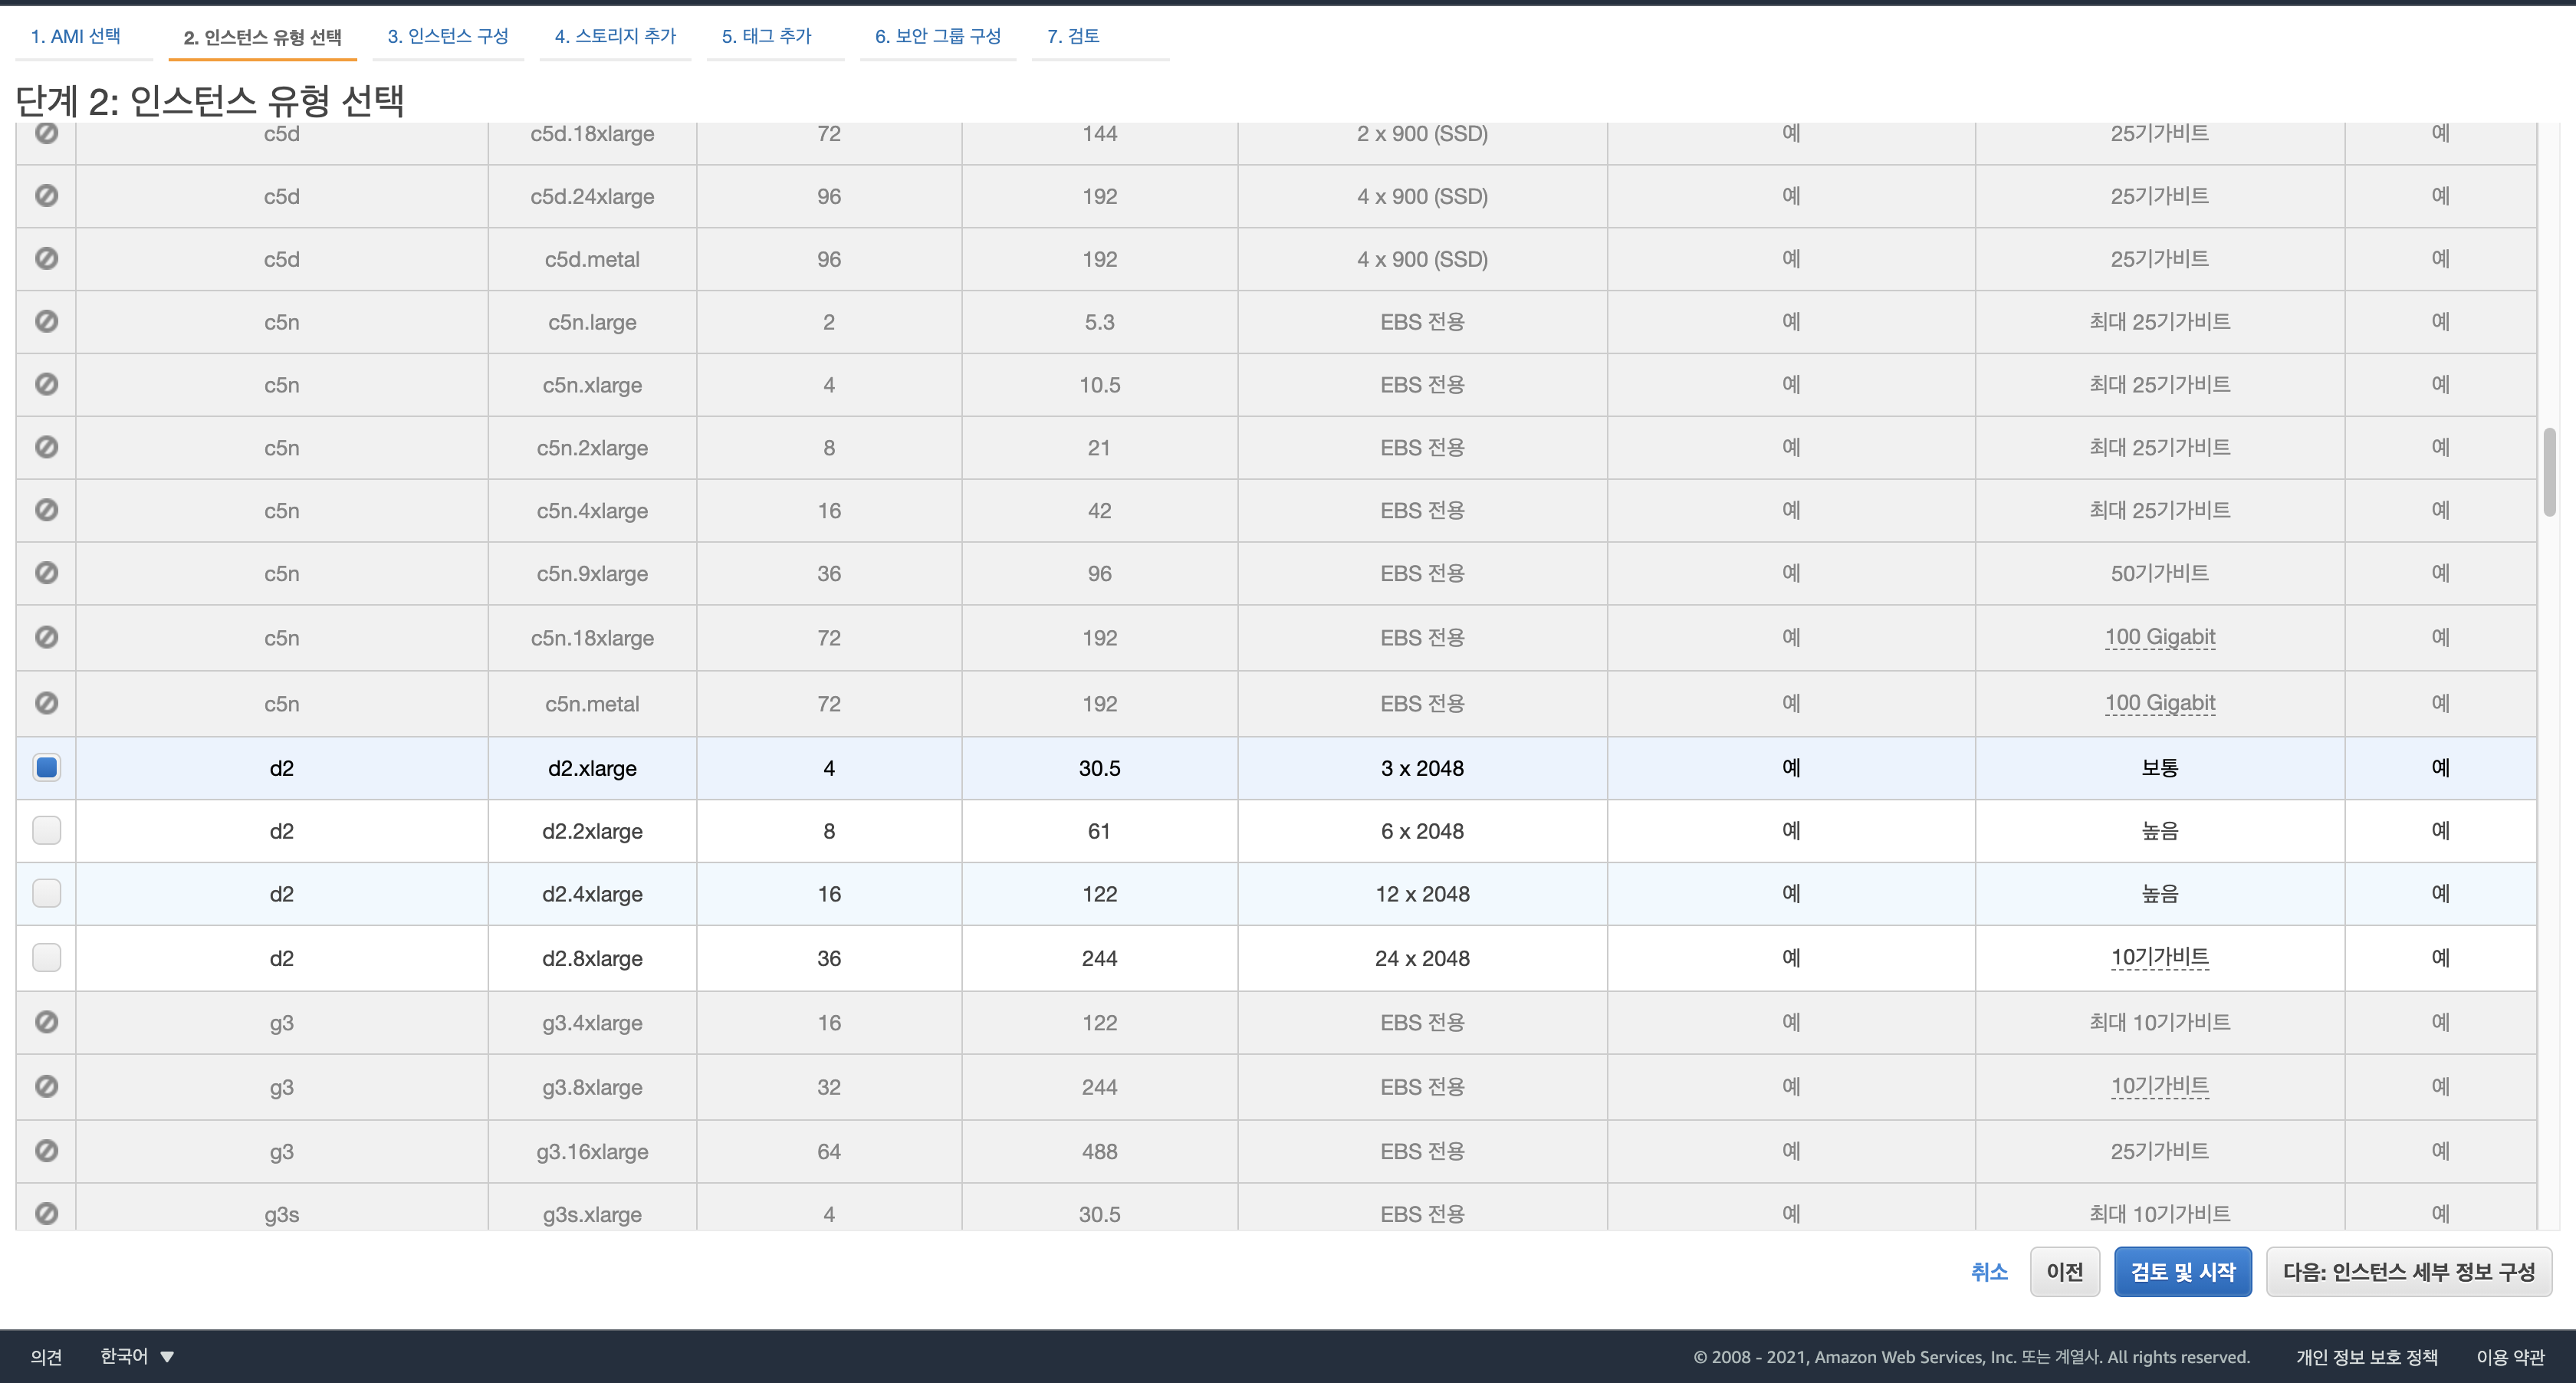 1. AMI 선택 2. 인스턴스 유형 선택 3. 인스턴스 구성 4. 스토리지 추가 5. 태그 추가 6. 보안 그룹 구성 7. 검토
단계 2: 인스턴스 유형 선택
c5d c5d.18xlarge 72 144 2 x 900 (SSD) 예 25기가비트 예
c5d c5d.24xlarge 96 192 4 x 900 (SSD) 예 25기가비트 예
c5d c5d.metal 96 192 4 x 900 (SSD) 예 25기가비트 예
c5n c5n.large 2 5.3 EBS 전용 예 최대 25기가비트 예
c5n c5n.xlarge 4 10.5 EBS 전용 예 최대 25기가비트 예
c5n c5n.2xlarge 8 21 EBS 전용 예 최대 25기가비트 예
c5n c5n.4xlarge 16 42 EBS 전용 예 최대 25기가비트 예
c5n c5n.9xlarge 36 96 EBS 전용 예 50기가비트 예
c5n c5n.18xlarge 72 192 EBS 전용 예 100 Gigabit 예
c5n c5n.metal 72 192 EBS 전용 예 100 Gigabit 예
d2 d2.xlarge 4 30.5 3 x 2048 예 보통 예
d2 d2.2xlarge 8 61 6 x 2048 예 높음 예
d2 d2.4xlarge 16 122 12 x 2048 예 높음 예
d2 d2.8xlarge 36 244 24 x 2048 예 10기가비트 예
g3 g3.4xlarge 16 122 EBS 전용 예 최대 10기가비트 예
g3 g3.8xlarge 32 244 EBS 전용 예 10기가비트 예
g3 g3.16xlarge 64 488 EBS 전용 예 25기가비트 예
g3s g3s.xlarge 4 30.5 EBS 전용 예 최대 10기가비트 예
취소 이전 검토 및 시작 다음: 인스턴스 세부 정보 구성
의견 한국어 © 2008 - 2021, Amazon Web Services, Inc. 또는 계열사. All rights reserved. 개인 정보 보호 정책 이용 약관